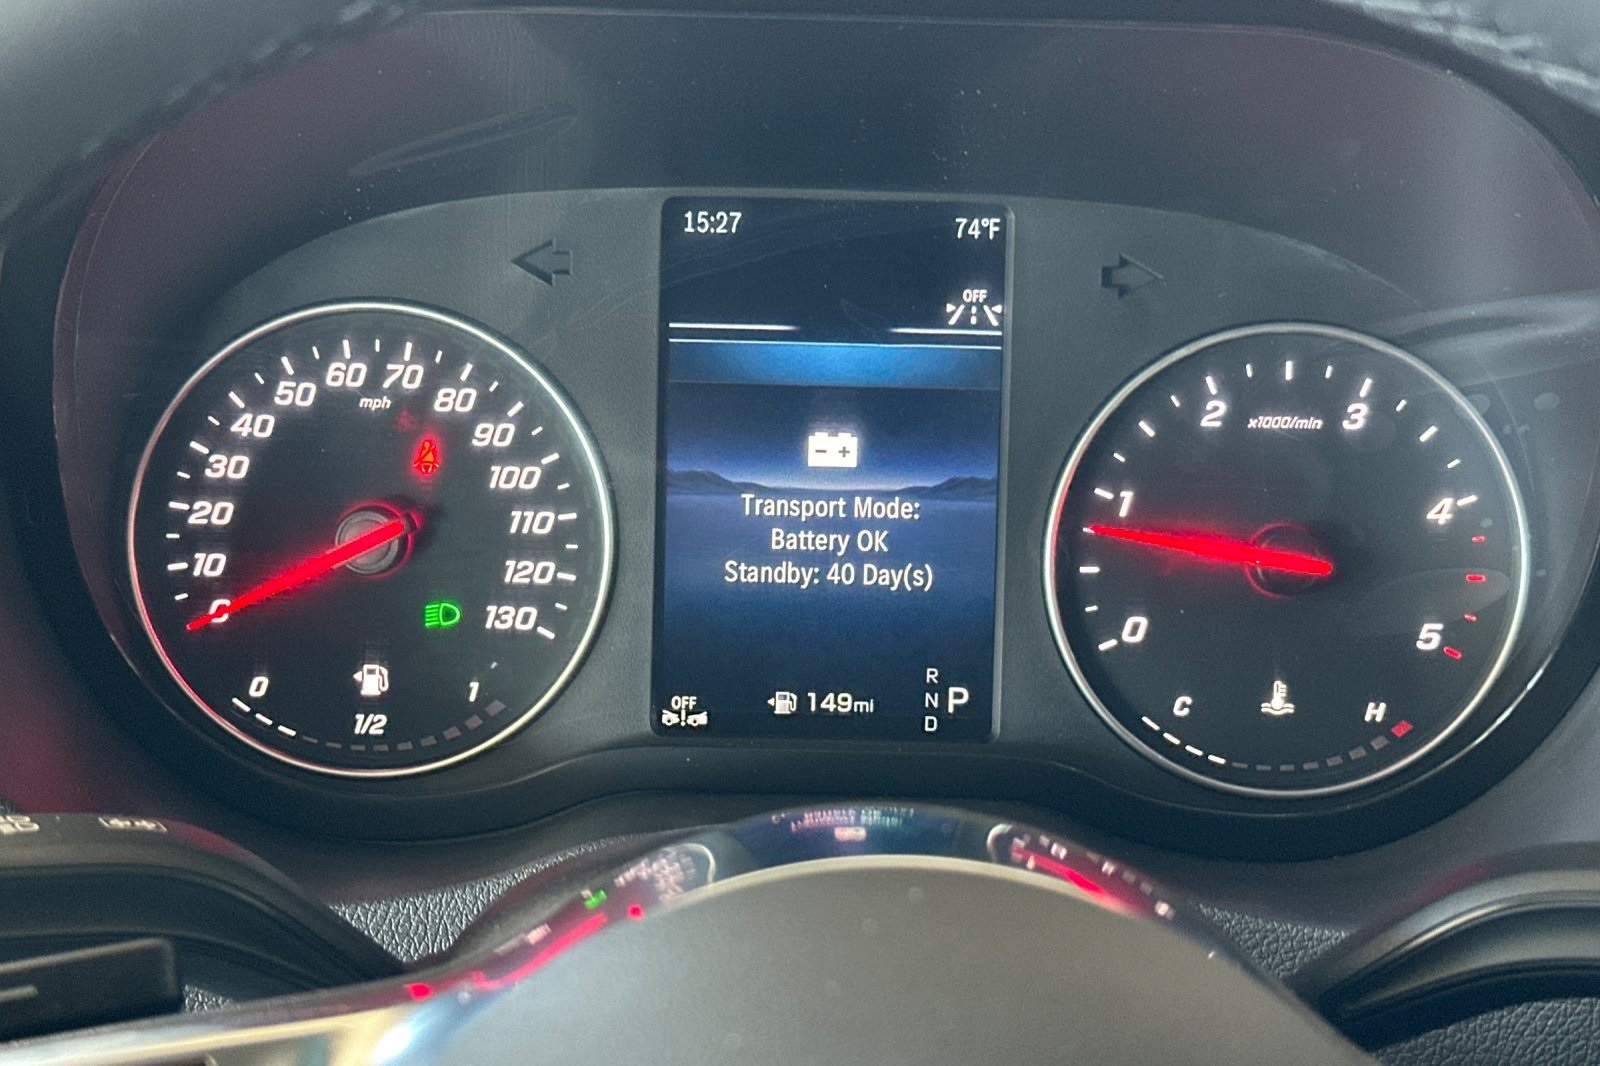 15:27
74°F
OFF
Transport Mode:
Battery OK
Standby: 40 Day(s)
OFF
149mi
R
N P
D
0
10
20
30
40
50
60
70
80
90
100
110
120
130
mph
0
1/2
1
0
1
2
3
4
5
x1000/min
C
H